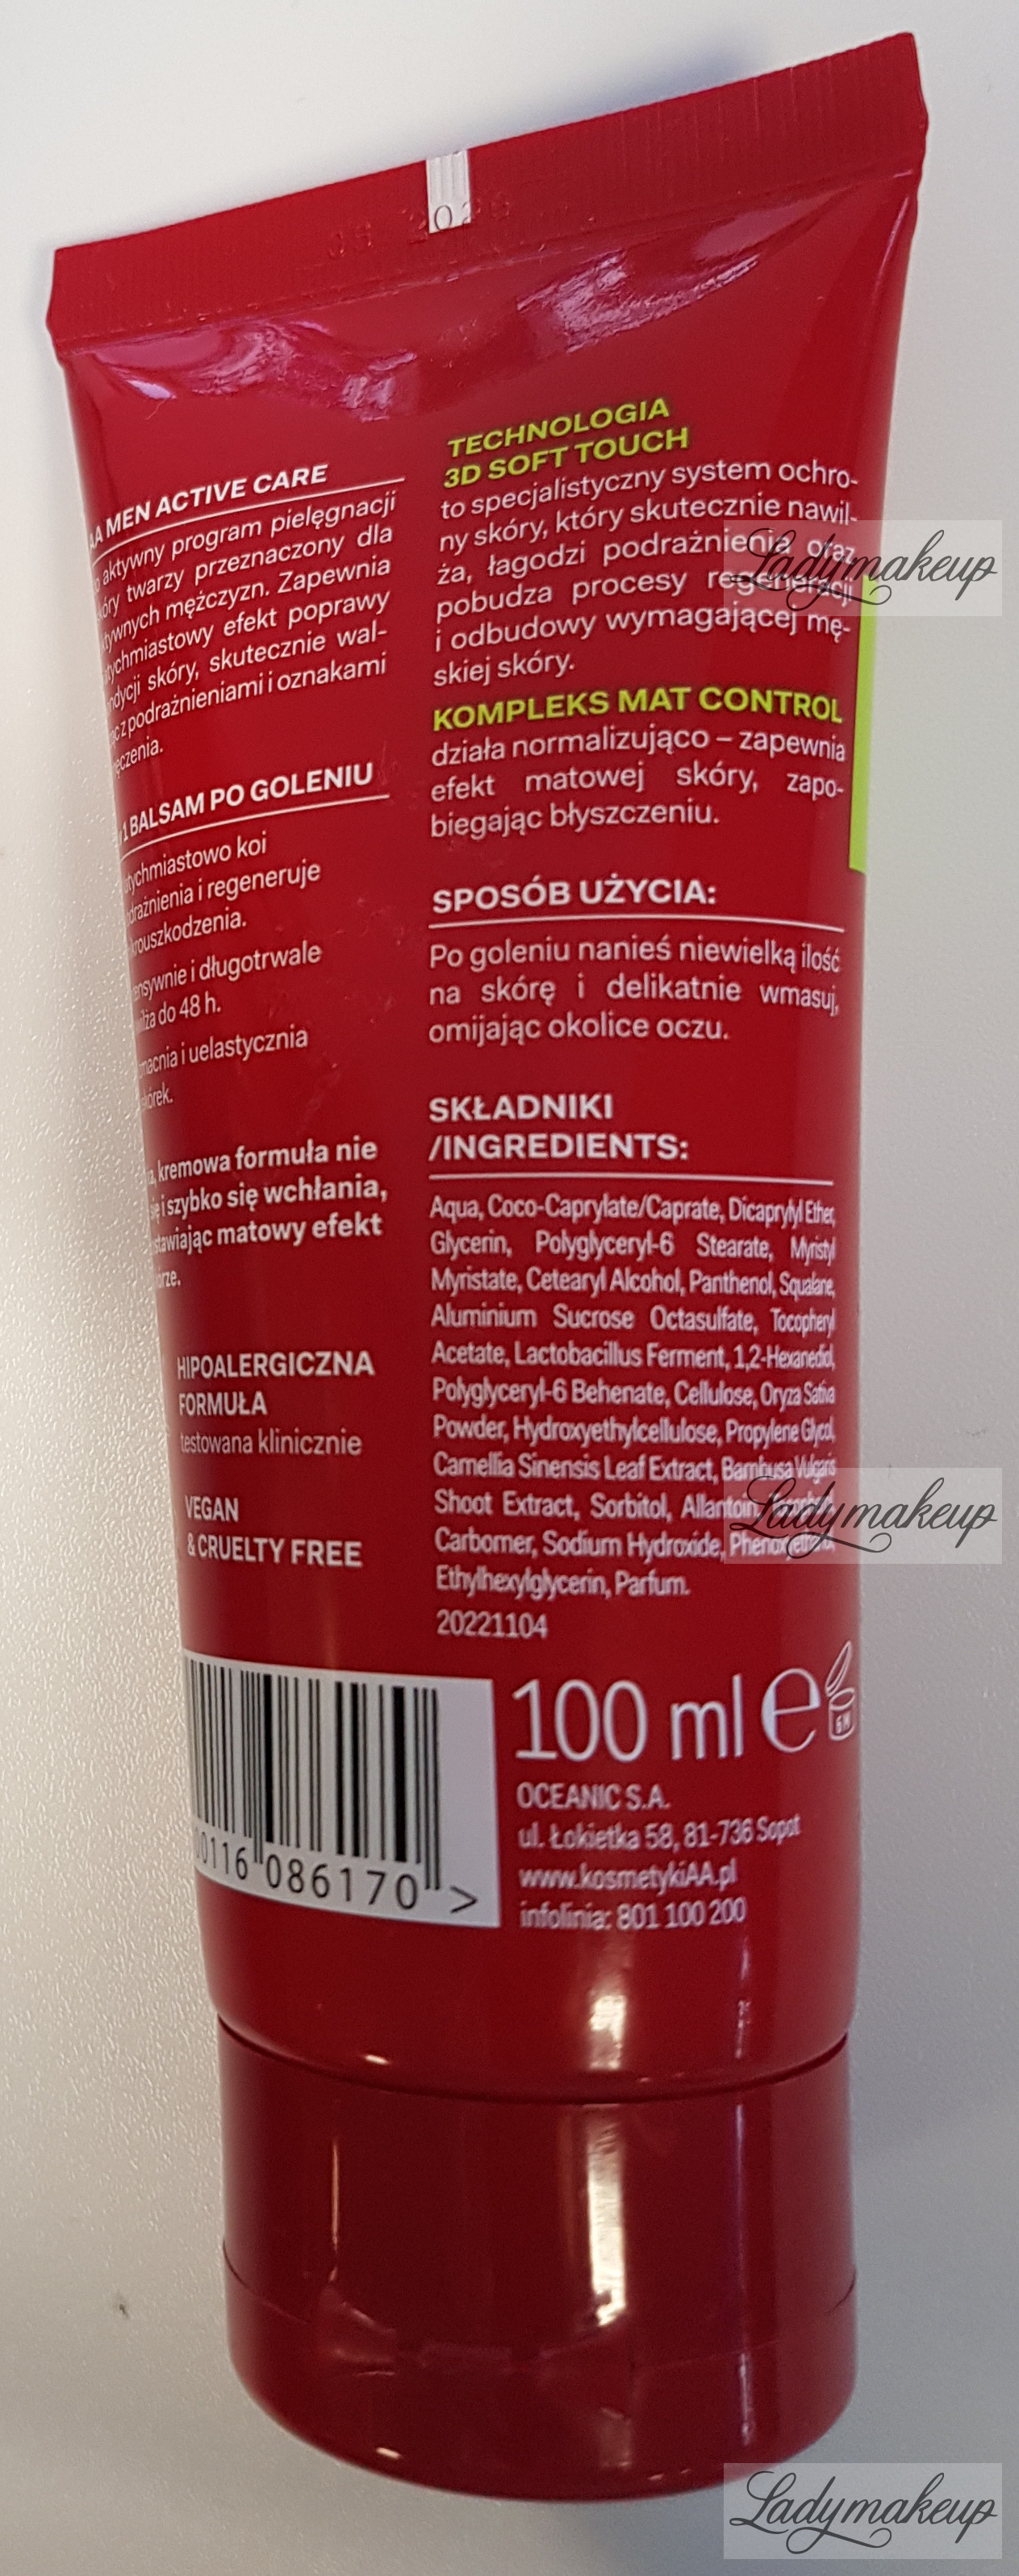 AA MEN ACTIVE CARE
aktywny program pielęgnacji
twarzy przeznaczony dla
mężczyzn. Zapewnia
efekt poprawy
skóry, skutecznie wal-
z podrażnieniami i oznakami
BALSAM PO GOLENIU
koi
i regeneruje
i długotrwale
do 48 h.
i uelastycznia
kremowa formuła nie
i szybko się wchłania,
matowy efekt
HIPOALERGICZNA
FORMUŁA
testowana klinicznie
VEGAN
& CRUELTY FREE
086170 >
TECHNOLOGIA
3D SOFT TOUCH
to specjalistyczny system ochro-
ny skóry, który skutecznie nawil-
ża, łagodzi podrażnienia oraz
pobudza procesy regeneracji
i odbudowy wymagającej mę-
skiej skóry.
KOMPLEKS MAT CONTROL
działa normalizująco – zapewnia
efekt matowej skóry, zapo-
biegając błyszczeniu.
SPOSÓB UŻYCIA:
Po goleniu nanieś niewielką ilość
na skórę i delikatnie wmasuj,
omijając okolice oczu.
SKŁADNIKI
/INGREDIENTS:
Aqua, Coco-Caprylate/Caprate, Dicaprylyl Ether,
Glycerin, Polyglyceryl-6 Stearate, Myristyl
Myristate, Cetearyl Alcohol, Panthenol, Squalane,
Aluminium Sucrose Octasulfate, Tocopheryl
Acetate, Lactobacillus Ferment, 1,2-Hexanediol,
Polyglyceryl-6 Behenate, Cellulose, Oryza Sativa
Powder, Hydroxyethylcellulose, Propylene Glycol,
Camellia Sinensis Leaf Extract, Bambusa Vulgaris
Shoot Extract, Sorbitol, Allantoin,
Carbomer, Sodium Hydroxide, Phenoxyethanol,
Ethylhexylglycerin, Parfum.
20221104
100 ml e
6M
OCEANIC S.A.
ul. Łokietka 58, 81-736 Sopot
www.kosmetykiAA.pl
infolinia: 801 100 200
Ladymakeup
Ladymakeup
Ladymakeup